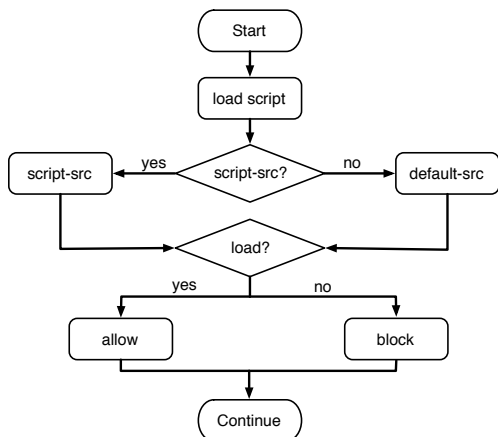 Start
load script
yes
no
script-src
script-src?
default-src
load?
yes
no
allow
block
Continue